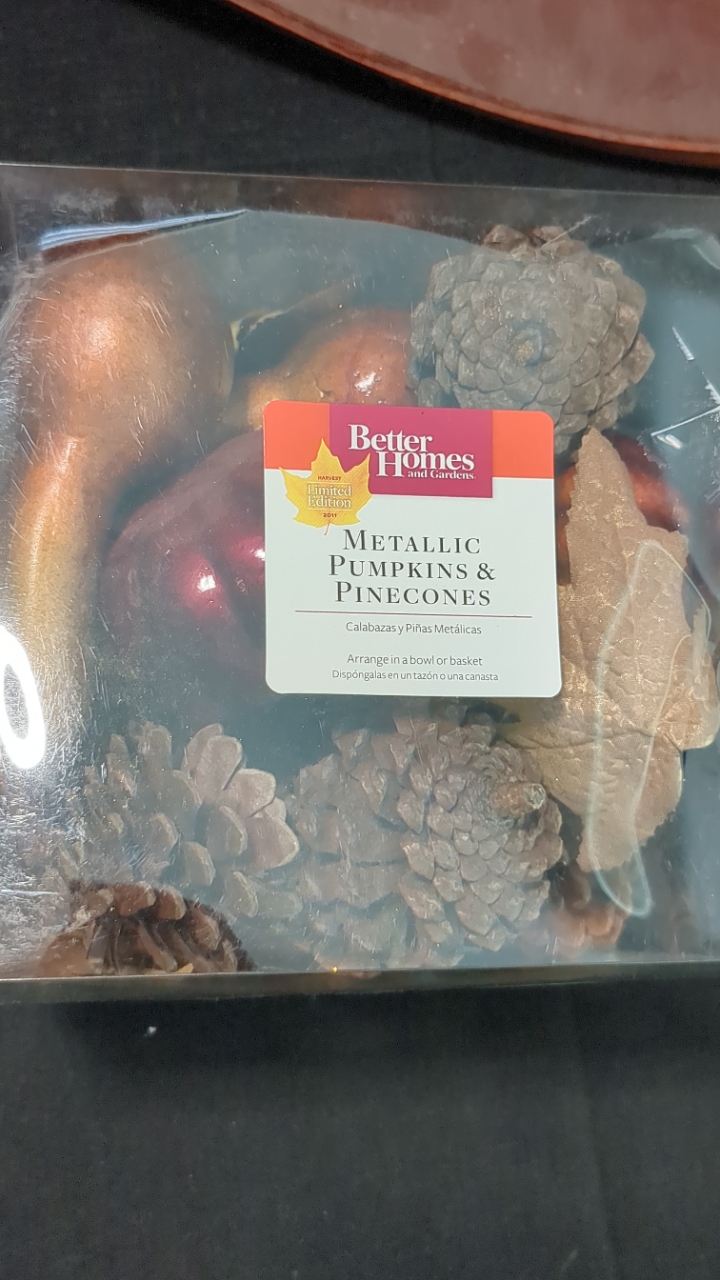 Better
Homes
and Gardens
HARVEST
Limited
Edition
2017
METALLIC
PUMPKINS &
PINECONES
Calabazas y Piñas Metálicas
Arrange in a bowl or basket
Dispóngalas en un tazón o una canasta